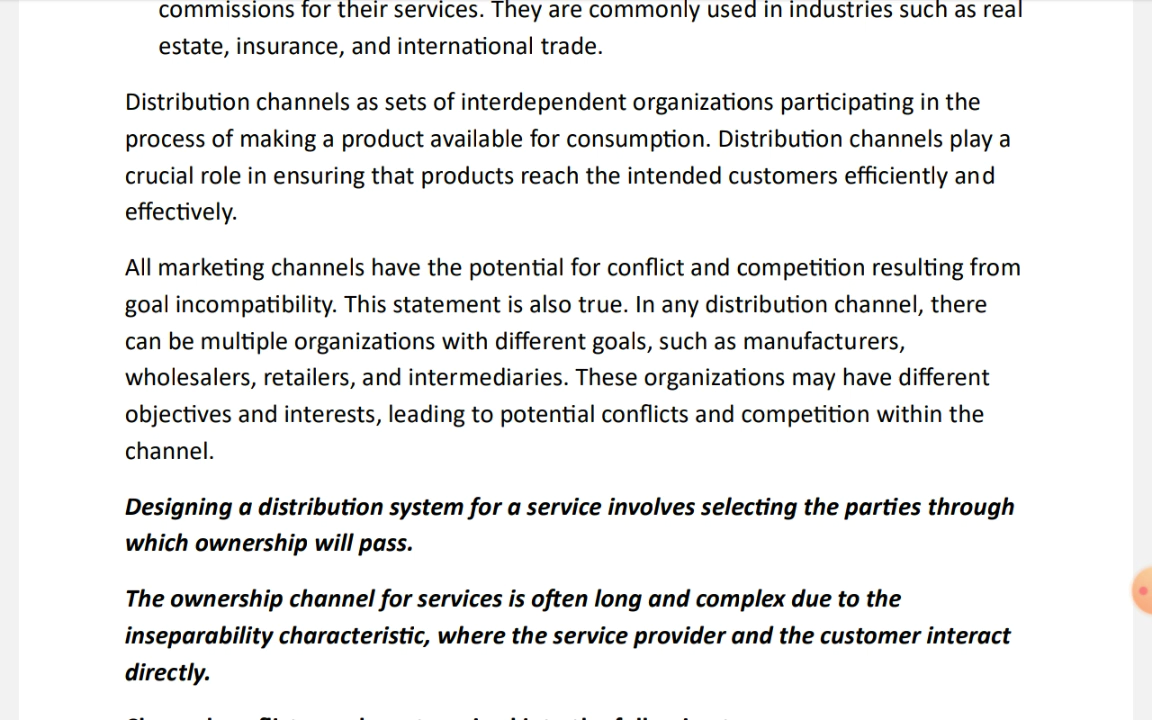 commissions for their services. They are commonly used in industries such as real
estate, insurance, and international trade.
Distribution channels as sets of interdependent organizations participating in the
process of making a product available for consumption. Distribution channels play a
crucial role in ensuring that products reach the intended customers efficiently and
effectively.
All marketing channels have the potential for conflict and competition resulting from
goal incompatibility. This statement is also true. In any distribution channel, there
can be multiple organizations with different goals, such as manufacturers,
wholesalers, retailers, and intermediaries. These organizations may have different
objectives and interests, leading to potential conflicts and competition within the
channel.
Designing a distribution system for a service involves selecting the parties through
which ownership will pass.
The ownership channel for services is often long and complex due to the
inseparability characteristic, where the service provider and the customer interact
directly.